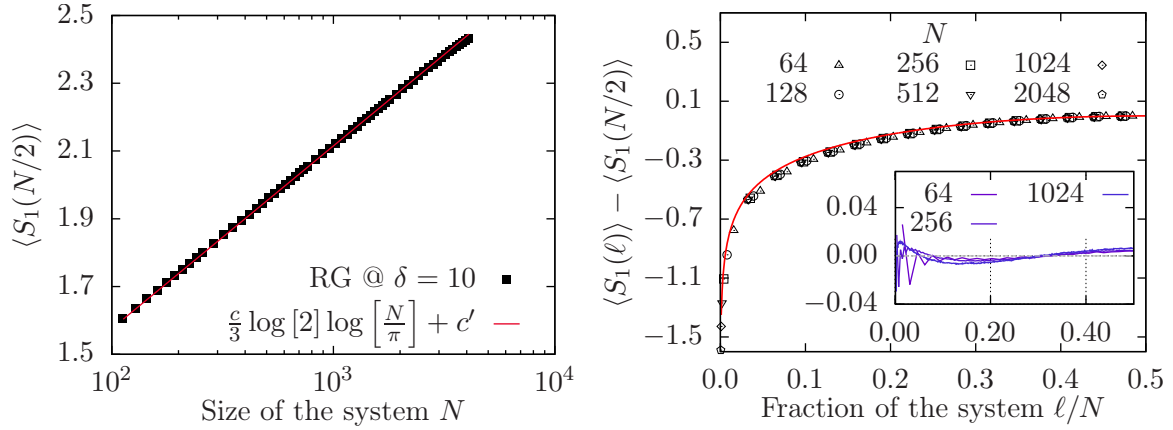 2.5
2.3
2.1
1.9
1.7
1.5
10^2 10^3 10^4
⟨S_1(N/2)⟩
Size of the system N
RG @ δ = 10
c/3 log [2] log [N/π] + c′
0.5
0.1
−0.3
−0.7
−1.1
−1.5
0.0 0.1 0.2 0.3 0.4 0.5
⟨S_1(ℓ)⟩ − ⟨S_1(N/2)⟩
Fraction of the system ℓ/N
N
64 256 1024
128 512 2048
64 1024
256
0.04
0.00
−0.04
0.00 0.20 0.40